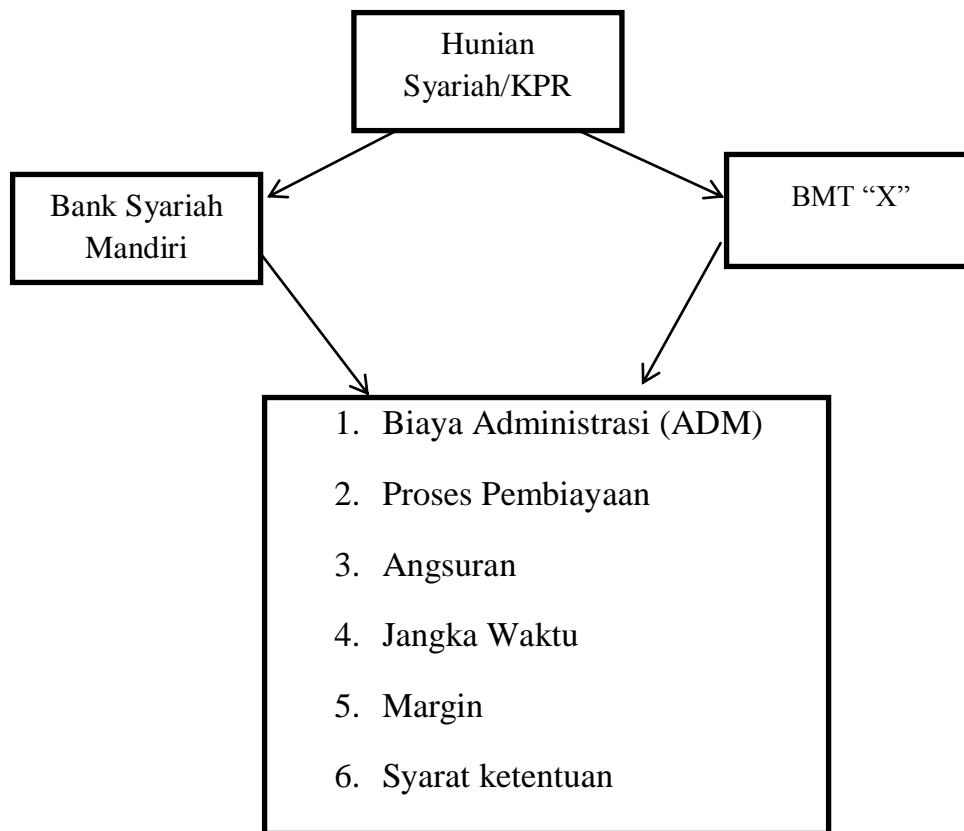 Hunian
Syariah/KPR
Bank Syariah
Mandiri
BMT “X”
1. Biaya Administrasi (ADM)
2. Proses Pembiayaan
3. Angsuran
4. Jangka Waktu
5. Margin
6. Syarat ketentuan